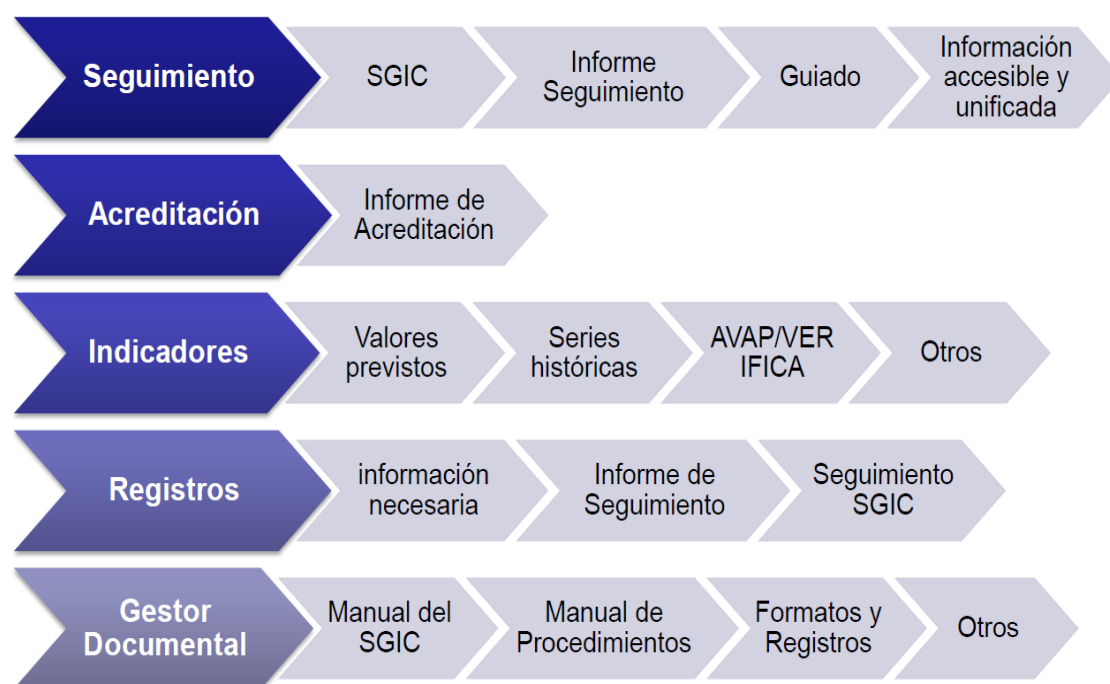 Seguimiento
SGIC
Informe
Seguimiento
Guiado
Información
accesible y
unificada
Acreditación
Informe de
Acreditación
Indicadores
Valores
previstos
Series
históricas
AVAP/VER
IFICA
Otros
Registros
información
necesaria
Informe de
Seguimiento
Seguimiento
SGIC
Gestor
Documental
Manual del
SGIC
Manual de
Procedimientos
Formatos y
Registros
Otros